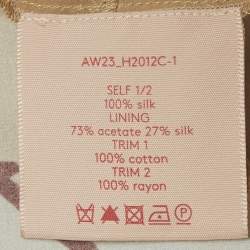 AW23_H2012C-1
SELF 1/2
100% silk
LINING
73% acetate 27% silk
TRIM 1
100% cotton
TRIM 2
100% rayon
P